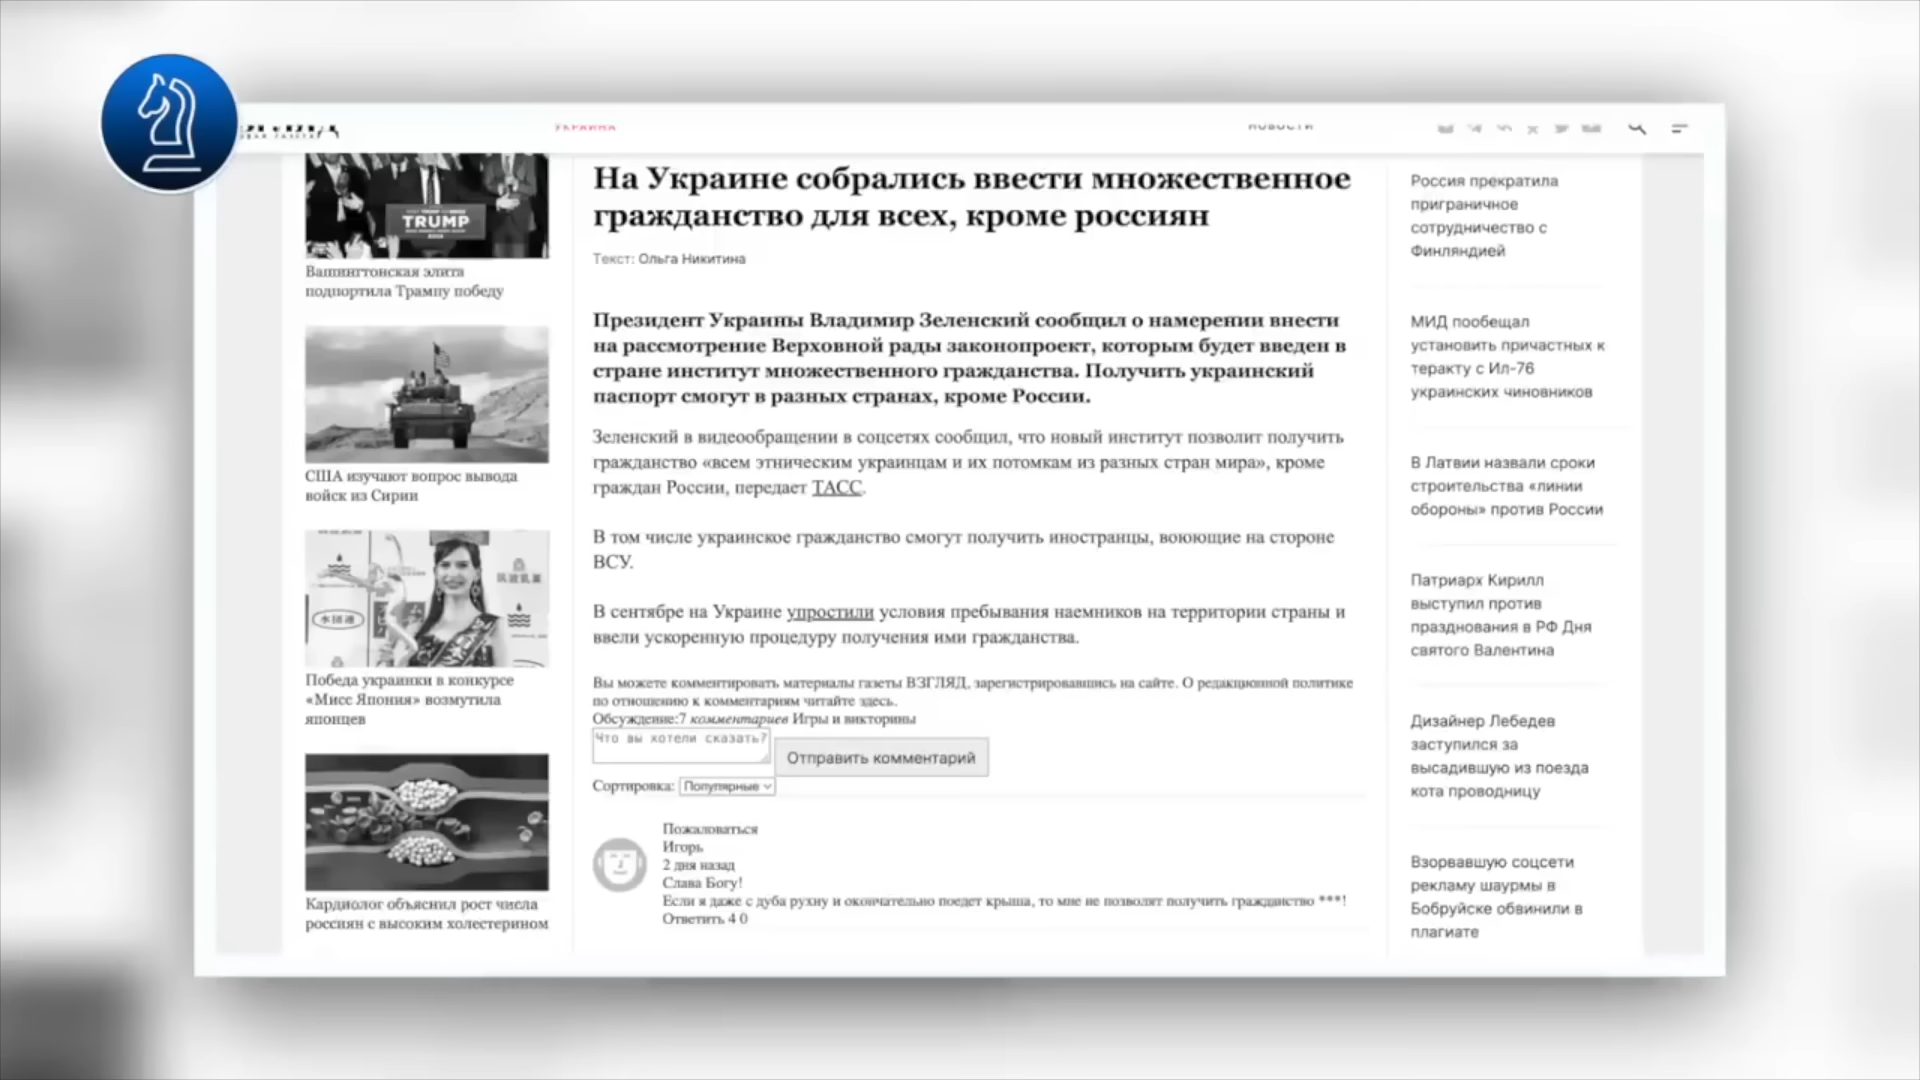 УКРАИНА
НОВОСТИ
TRUMP
Вашингтонская элита
подпортила Трампу победу
США изучают вопрос вывода
войск из Сирии
Победа украинки в конкурсе
«Мисс Япония» возмутила
японцев
Кардиолог объяснил рост числа
россиян с высоким холестерином
На Украине собрались ввести множественное
гражданство для всех, кроме россиян
Текст: Ольга Никитина
Президент Украины Владимир Зеленский сообщил о намерении внести
на рассмотрение Верховной рады законопроект, которым будет введен в
стране институт множественного гражданства. Получить украинский
паспорт смогут в разных странах, кроме России.
Зеленский в видеообращении в соцсетях сообщил, что новый институт позволит получить
гражданство «всем этническим украинцам и их потомкам из разных стран мира», кроме
граждан России, передает ТАСС.
В том числе украинское гражданство смогут получить иностранцы, воюющие на стороне
ВСУ.
В сентябре на Украине упростили условия пребывания наемников на территории страны и
ввели ускоренную процедуру получения ими гражданства.
Вы можете комментировать материалы газеты ВЗГЛЯД, зарегистрировавшись на сайте. О редакционной политике
по отношению к комментариям читайте здесь.
Обсуждение:7 комментариев Игры и викторины
Что вы хотели сказать?
Отправить комментарий
Сортировка: Популярные
Пожаловаться
Игорь
2 дня назад
Слава Богу!
Если я даже с дуба рухну и окончательно поедет крыша, то мне не позволят получить гражданство ***!
Ответить 4 0
Россия прекратила
приграничное
сотрудничество с
Финляндией
МИД пообещал
установить причастных к
теракту с Ил-76
украинских чиновников
В Латвии назвали сроки
строительства «линии
обороны» против России
Патриарх Кирилл
выступил против
празднования в РФ Дня
святого Валентина
Дизайнер Лебедев
заступился за
высадившую из поезда
кота проводницу
Взорвавшую соцсети
рекламу шаурмы в
Бобруйске обвинили в
плагиате